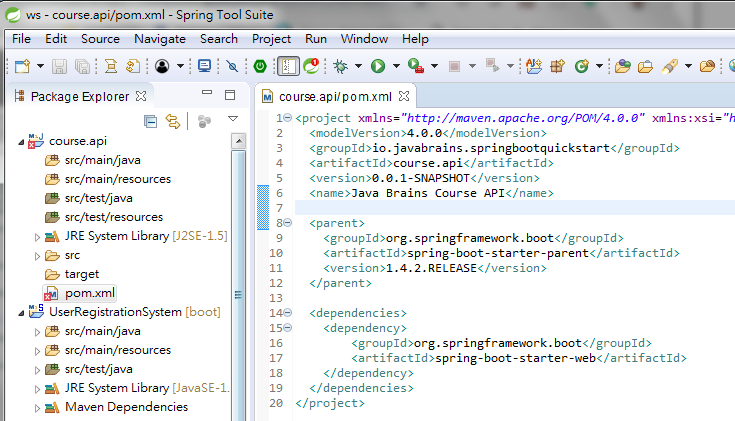 ws - course.api/pom.xml - Spring Tool Suite
File Edit Source Navigate Search Project Run Window Help
Package Explorer
course.api
src/main/java
src/main/resources
src/test/java
src/test/resources
JRE System Library [J2SE-1.5]
src
target
pom.xml
UserRegistrationSystem [boot]
src/main/java
src/main/resources
src/test/java
JRE System Library [JavaSE-1.
Maven Dependencies
course.api/pom.xml
1 <project xmlns="http://maven.apache.org/POM/4.0.0" xmlns:xsi="h
2 <modelVersion>4.0.0</modelVersion>
3 <groupId>io.javabrains.springbootquickstart</groupId>
4 <artifactId>course.api</artifactId>
5 <version>0.0.1-SNAPSHOT</version>
6 <name>Java Brains Course API</name>
7
8 <parent>
9 <groupId>org.springframework.boot</groupId>
10 <artifactId>spring-boot-starter-parent</artifactId>
11 <version>1.4.2.RELEASE</version>
12 </parent>
13
14 <dependencies>
15 <dependency>
16 <groupId>org.springframework.boot</groupId>
17 <artifactId>spring-boot-starter-web</artifactId>
18 </dependency>
19 </dependencies>
20 </project>